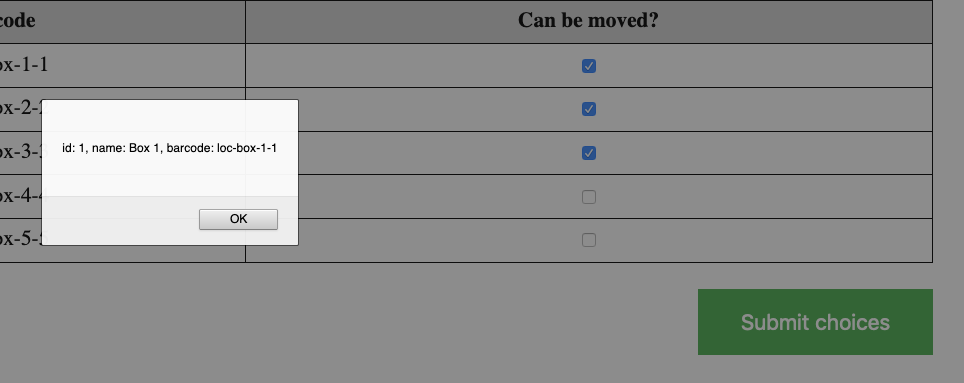 code Can be moved?
ox-1-1
ox-2-
id: 1, name: Box 1, barcode: loc-box-1-1
ox-3-
ox-4-
OK
ox-5-
Submit choices